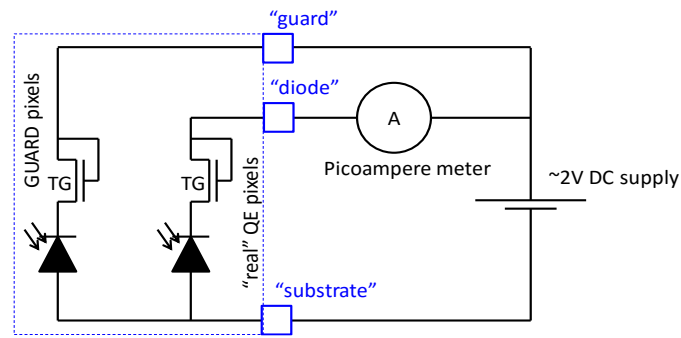 “guard”
“diode”
GUARD pixels
TG
TG
“real” QE pixels
A
Picoampere meter
~2V DC supply
“substrate”